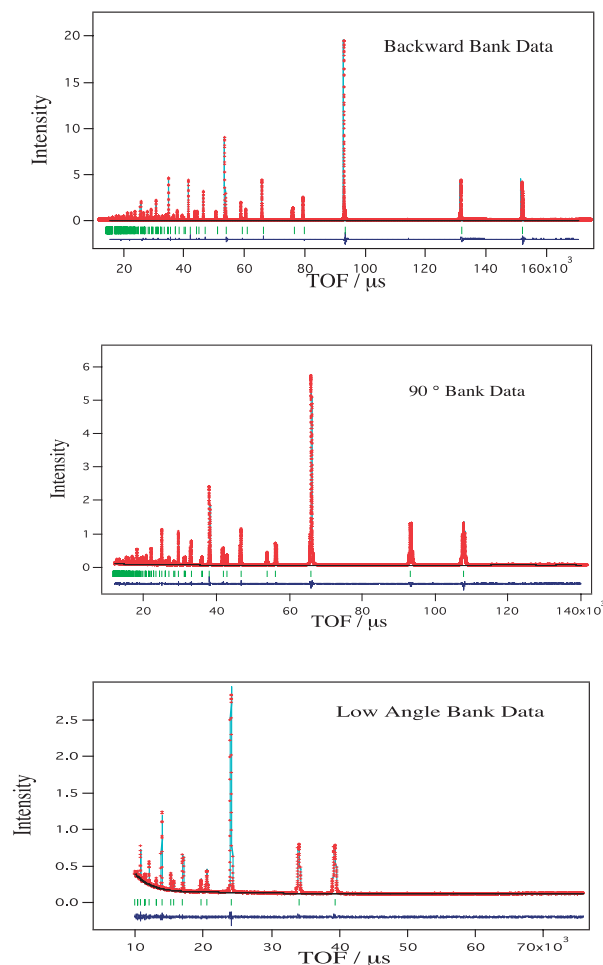 Backward Bank Data
Intensity
20
15
10
5
0
20 40 60 80 100 120 140 160x10³
TOF / μs
90 ° Bank Data
Intensity
6
5
4
3
2
1
0
20 40 60 80 100 120 140x10³
TOF / μs
Low Angle Bank Data
Intensity
2.5
2.0
1.5
1.0
0.5
0.0
10 20 30 40 50 60 70x10³
TOF / μs